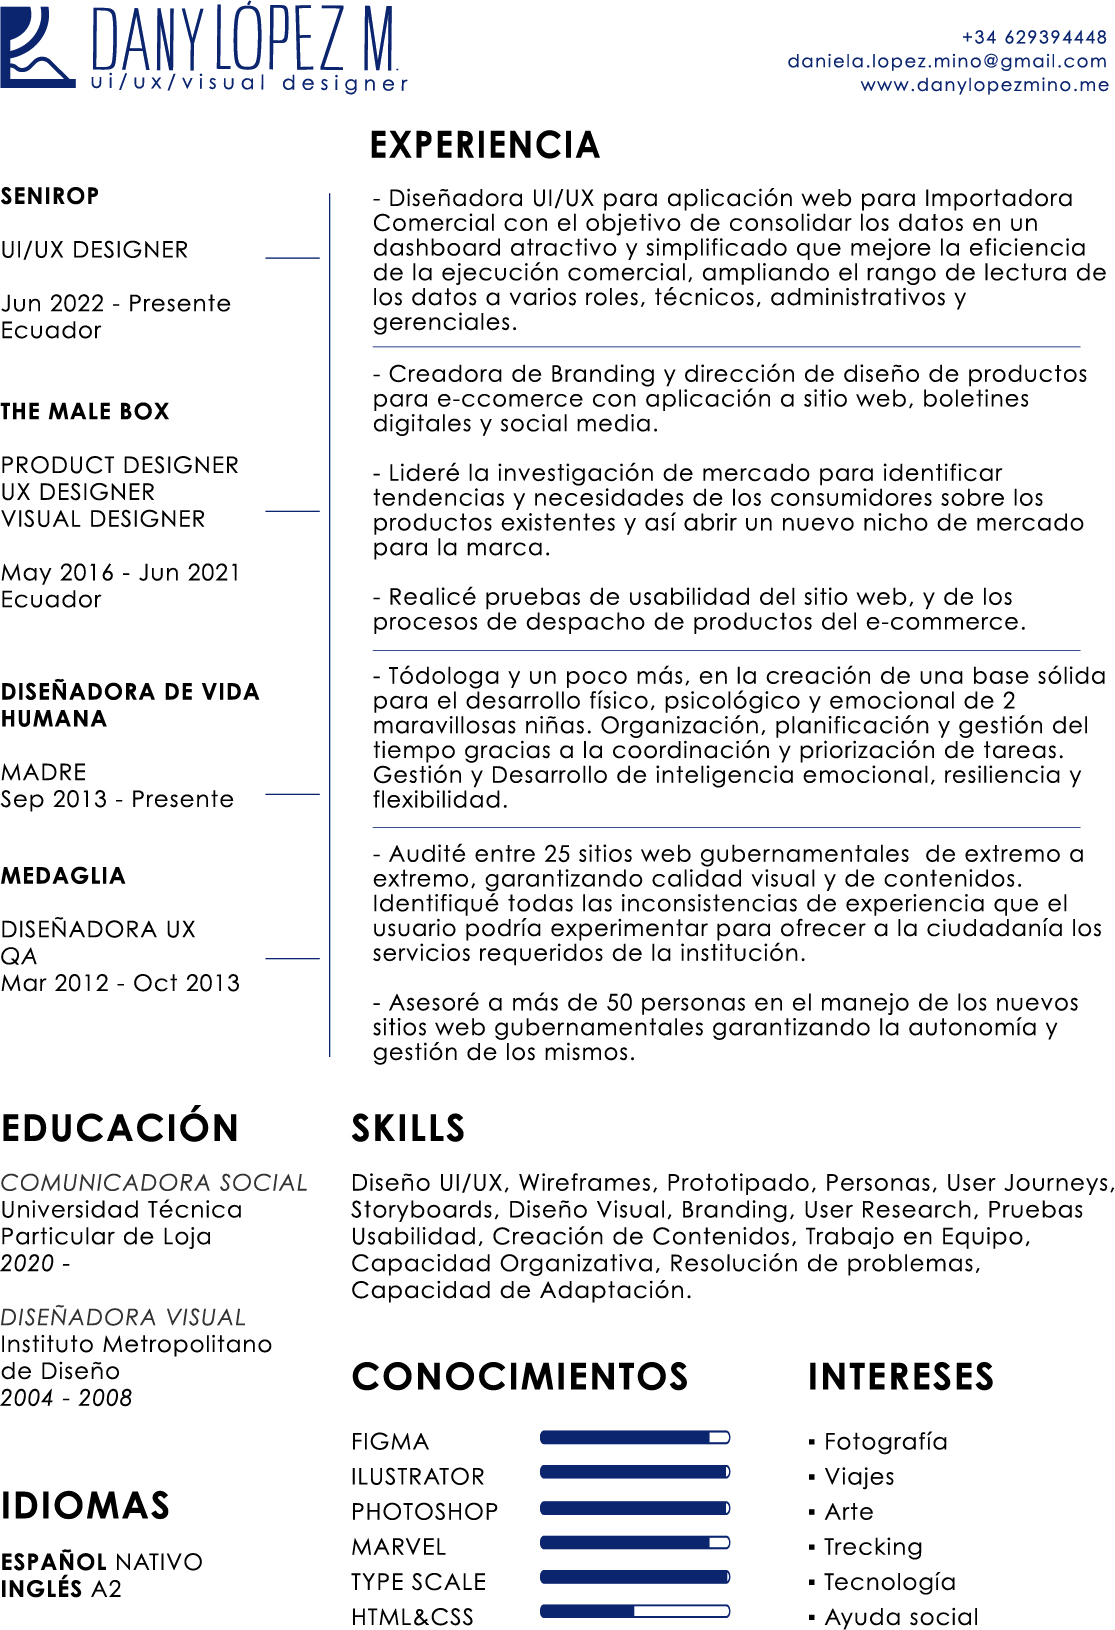 DANY LÓPEZ M.
ui/ux/visual designer
+34 629394448
daniela.lopez.mino@gmail.com
www.danylopezmino.me
EXPERIENCIA
SENIROP
UI/UX DESIGNER
Jun 2022 - Presente
Ecuador
- Diseñadora UI/UX para aplicación web para Importadora
Comercial con el objetivo de consolidar los datos en un
dashboard atractivo y simplificado que mejore la eficiencia
de la ejecución comercial, ampliando el rango de lectura de
los datos a varios roles, técnicos, administrativos y
gerenciales.
THE MALE BOX
PRODUCT DESIGNER
UX DESIGNER
VISUAL DESIGNER
May 2016 - Jun 2021
Ecuador
- Creadora de Branding y dirección de diseño de productos
para e-ccomerce con aplicación a sitio web, boletines
digitales y social media.
- Lideré la investigación de mercado para identificar
tendencias y necesidades de los consumidores sobre los
productos existentes y así abrir un nuevo nicho de mercado
para la marca.
- Realicé pruebas de usabilidad del sitio web, y de los
procesos de despacho de productos del e-commerce.
DISEÑADORA DE VIDA
HUMANA
MADRE
Sep 2013 - Presente
- Tódologa y un poco más, en la creación de una base sólida
para el desarrollo físico, psicológico y emocional de 2
maravillosas niñas. Organización, planificación y gestión del
tiempo gracias a la coordinación y priorización de tareas.
Gestión y Desarrollo de inteligencia emocional, resiliencia y
flexibilidad.
MEDAGLIA
DISEÑADORA UX
QA
Mar 2012 - Oct 2013
- Audité entre 25 sitios web gubernamentales  de extremo a
extremo, garantizando calidad visual y de contenidos.
Identifiqué todas las inconsistencias de experiencia que el
usuario podría experimentar para ofrecer a la ciudadanía los
servicios requeridos de la institución.
- Asesoré a más de 50 personas en el manejo de los nuevos
sitios web gubernamentales garantizando la autonomía y
gestión de los mismos.
EDUCACIÓN
COMUNICADORA SOCIAL
Universidad Técnica
Particular de Loja
2020 -
DISEÑADORA VISUAL
Instituto Metropolitano
de Diseño
2004 - 2008
IDIOMAS
ESPAÑOL NATIVO
INGLÉS A2
SKILLS
Diseño UI/UX, Wireframes, Prototipado, Personas, User Journeys,
Storyboards, Diseño Visual, Branding, User Research, Pruebas
Usabilidad, Creación de Contenidos, Trabajo en Equipo,
Capacidad Organizativa, Resolución de problemas,
Capacidad de Adaptación.
CONOCIMIENTOS
FIGMA
ILUSTRATOR
PHOTOSHOP
MARVEL
TYPE SCALE
HTML&CSS
INTERESES
▪ Fotografía
▪ Viajes
▪ Arte
▪ Trecking
▪ Tecnología
▪ Ayuda social